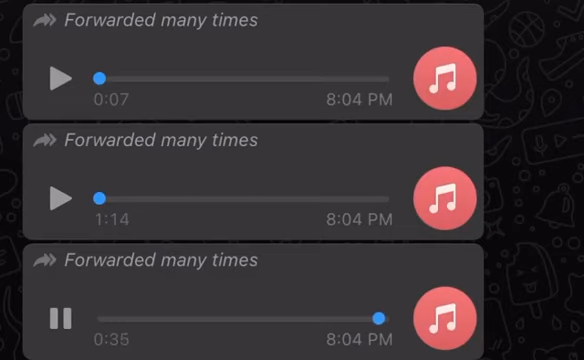 Forwarded many times
0:07 8:04 PM
Forwarded many times
1:14 8:04 PM
Forwarded many times
0:35 8:04 PM